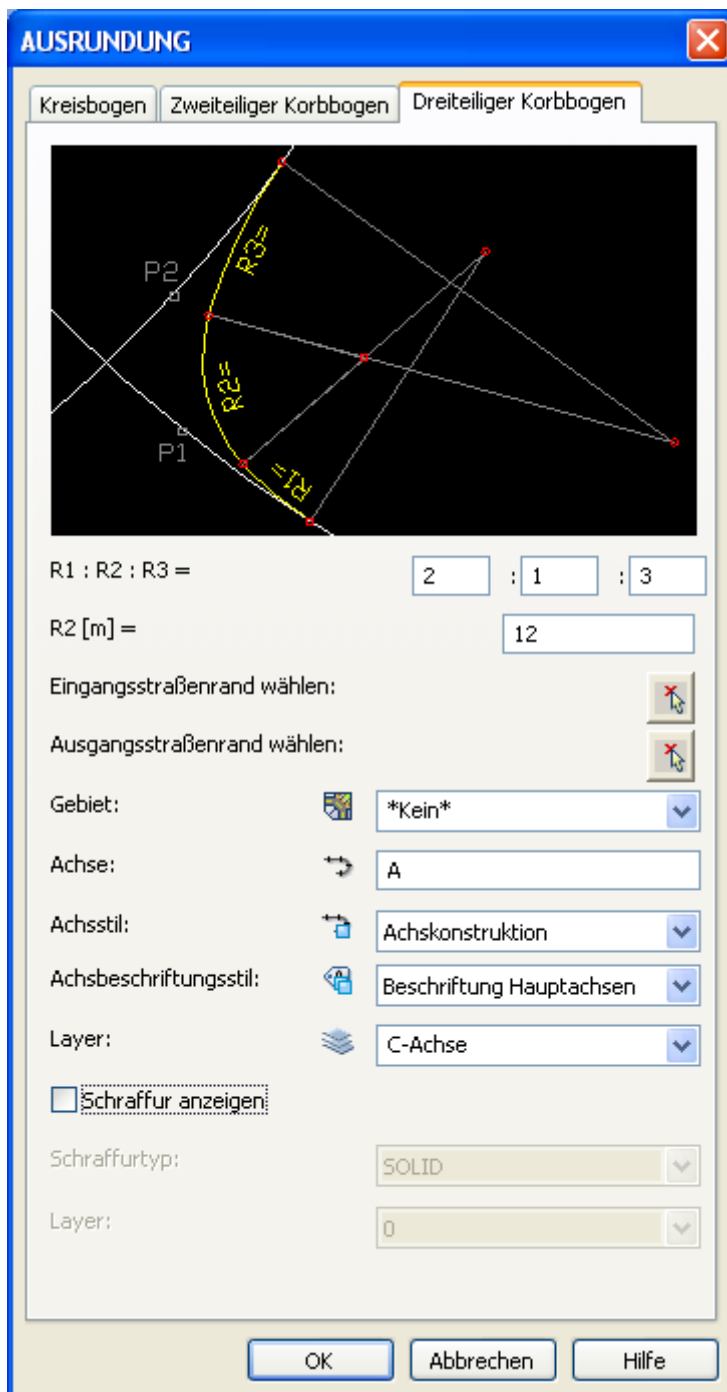 AUSRUNDUNG
Kreisbogen Zweiteiliger Korbbogen Dreiteiliger Korbbogen
R3=
P2
R2=
P1
R1=
R1 : R2 : R3 = 2 : 1 : 3
R2 [m] = 12
Eingangsstraßenrand wählen:
Ausgangsstraßenrand wählen:
Gebiet: *Kein*
Achse: A
Achsstil: Achskonstruktion
Achsbeschriftungsstil: Beschriftung Hauptachsen
Layer: C-Achse
Schraffur anzeigen
Schraffurtyp: SOLID
Layer: 0
OK Abbrechen Hilfe